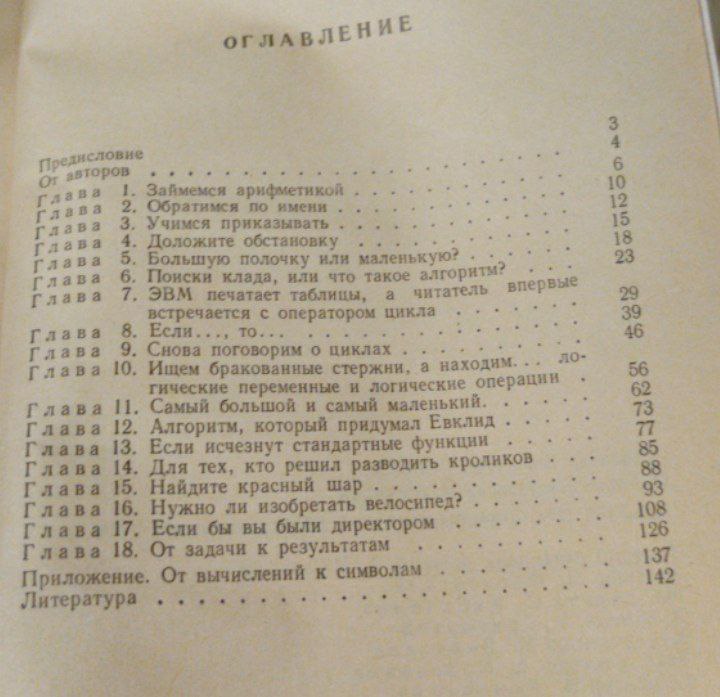 ОГЛАВЛЕНИЕ
Предисловие 3
От авторов . . . . . . . . . . . . . . . . 4
Глава 1. Займемся арифметикой . . . . . . . . . 6
Глава 2. Обратимся по имени . . . . . . . . . . 10
Глава 3. Учимся приказывать . . . . . . . . . . 12
Глава 4. Доложите обстановку . . . . . . . . . 15
Глава 5. Большую полочку или маленькую? . . . . . 18
Глава 6. Поиски клада, или что такое алгоритм? . . . 23
Глава 7. ЭВМ печатает таблицы, а читатель впервые
встречается с оператором цикла . . . . . . 29
Глава 8. Если..., то... . . . . . . . . . . . . 39
Глава 9. Снова поговорим о циклах . . . . . . . . 46
Глава 10. Ищем бракованные стержни, а находим... ло-
гические переменные и логические операции . 56
Глава 11. Самый большой и самый маленький. . . . . 62
Глава 12. Алгоритм, который придумал Евклид . . . . 73
Глава 13. Если исчезнут стандартные функции . . . . 77
Глава 14. Для тех, кто решил разводить кроликов . . . 85
Глава 15. Найдите красный шар . . . . . . . . . 88
Глава 16. Нужно ли изобретать велосипед? . . . . . 93
Глава 17. Если бы вы были директором . . . . . . 108
Глава 18. От задачи к результатам . . . . . . . . 126
Приложение. От вычислений к символам . . . . . . . 137
Литература . . . . . . . . . . . . . . . . . 142